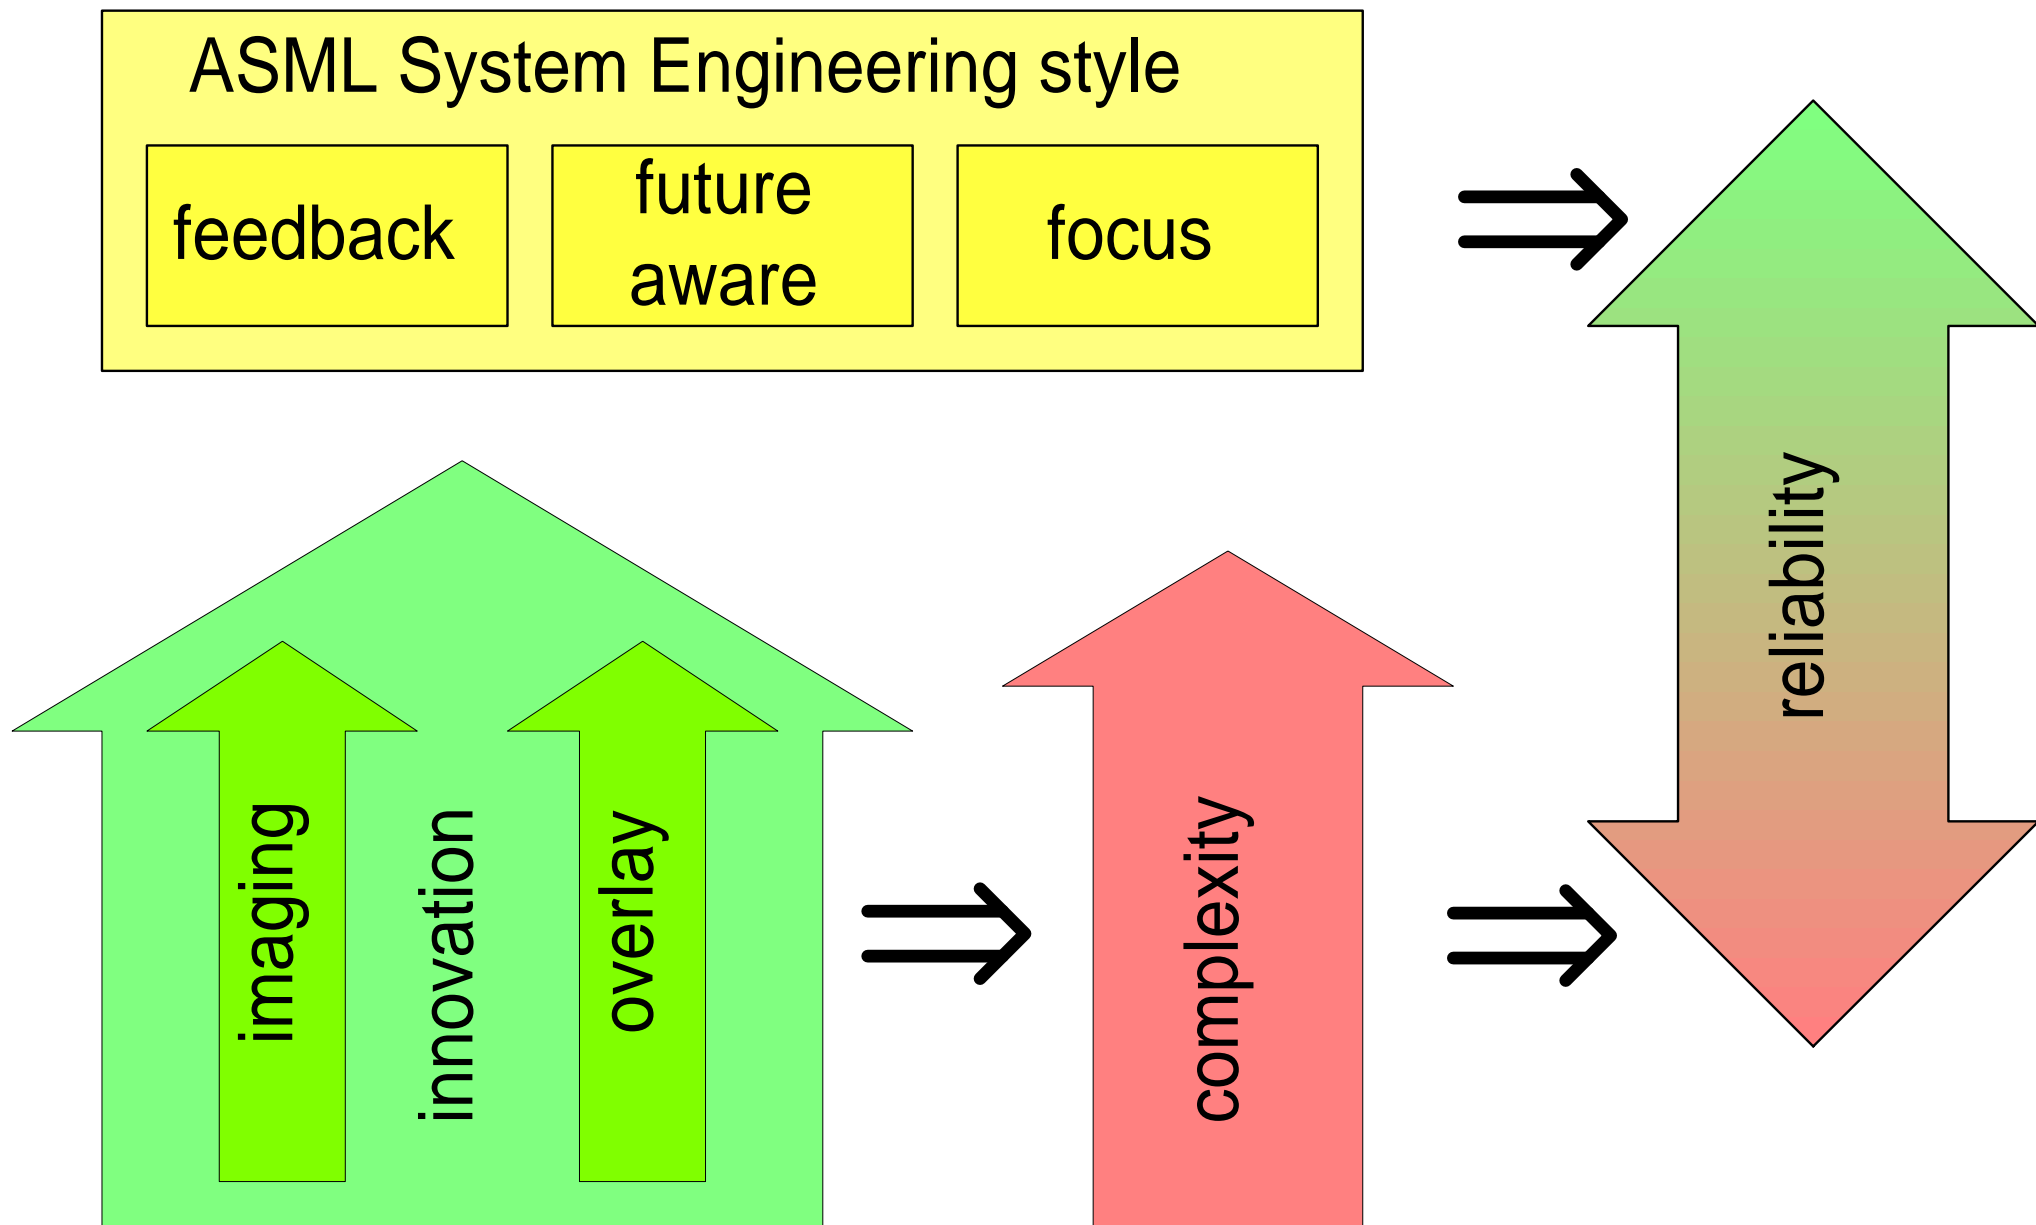 ASML System Engineering style
feedback
future
aware
focus
imaging
innovation
overlay
complexity
reliability